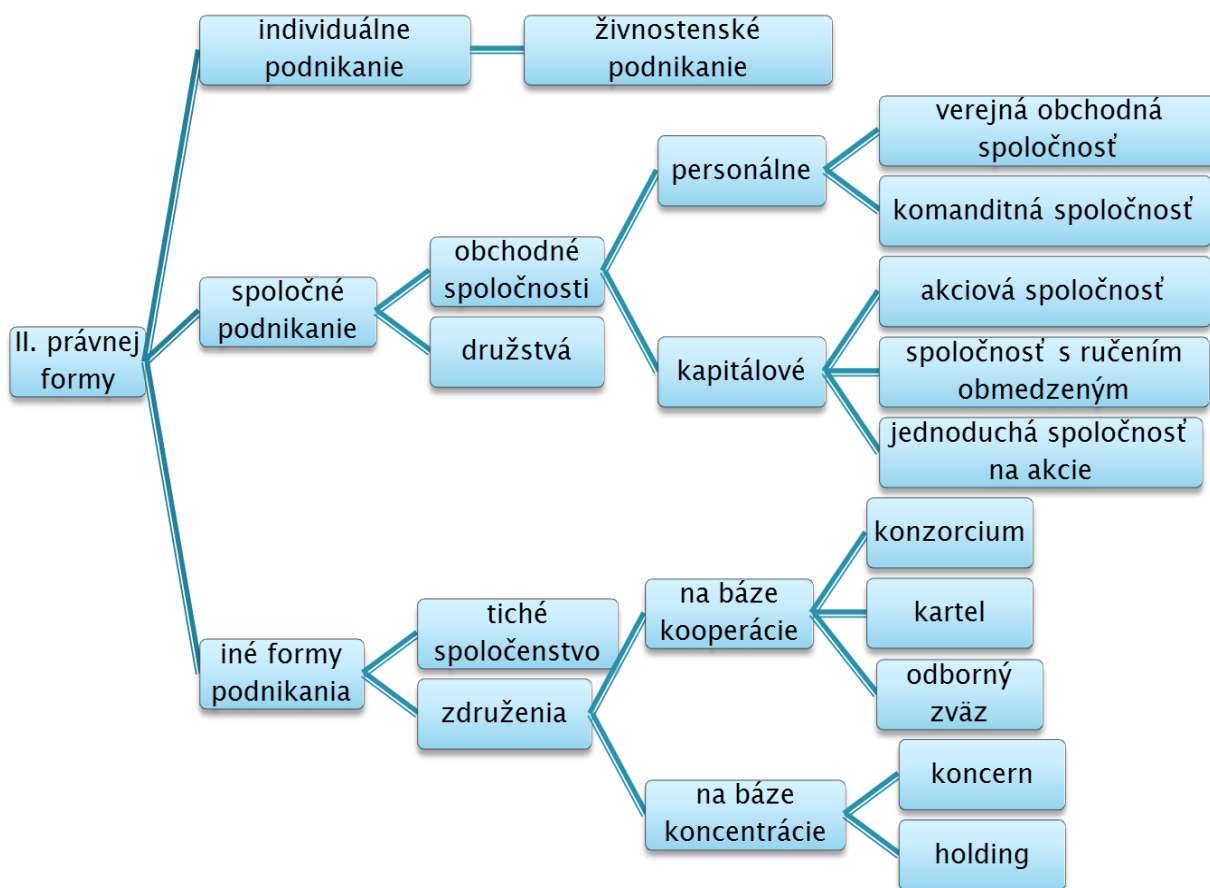 II. právnej
formy
individuálne
podnikanie
živnostenské
podnikanie
spoločné
podnikanie
obchodné
spoločnosti
personálne
verejná obchodná
spoločnosť
komanditná spoločnosť
kapitálové
akciová spoločnosť
spoločnosť s ručením
obmedzeným
jednoduchá spoločnosť
na akcie
družstvá
iné formy
podnikania
tiché
spoločenstvo
združenia
na báze
kooperácie
konzorcium
kartel
odborný
zväz
na báze
koncentrácie
koncern
holding